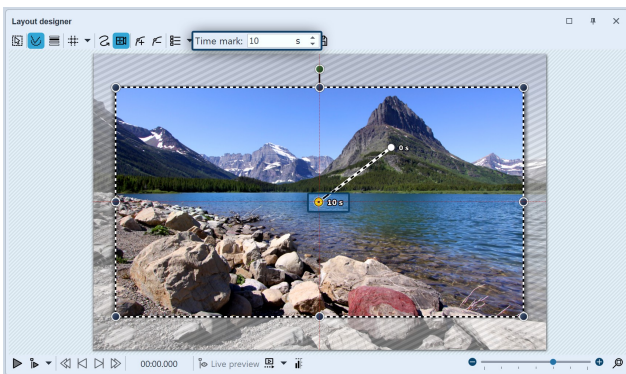 Layout designer
Time mark: 10 s
0 s
10 s
00:00.000 Live preview